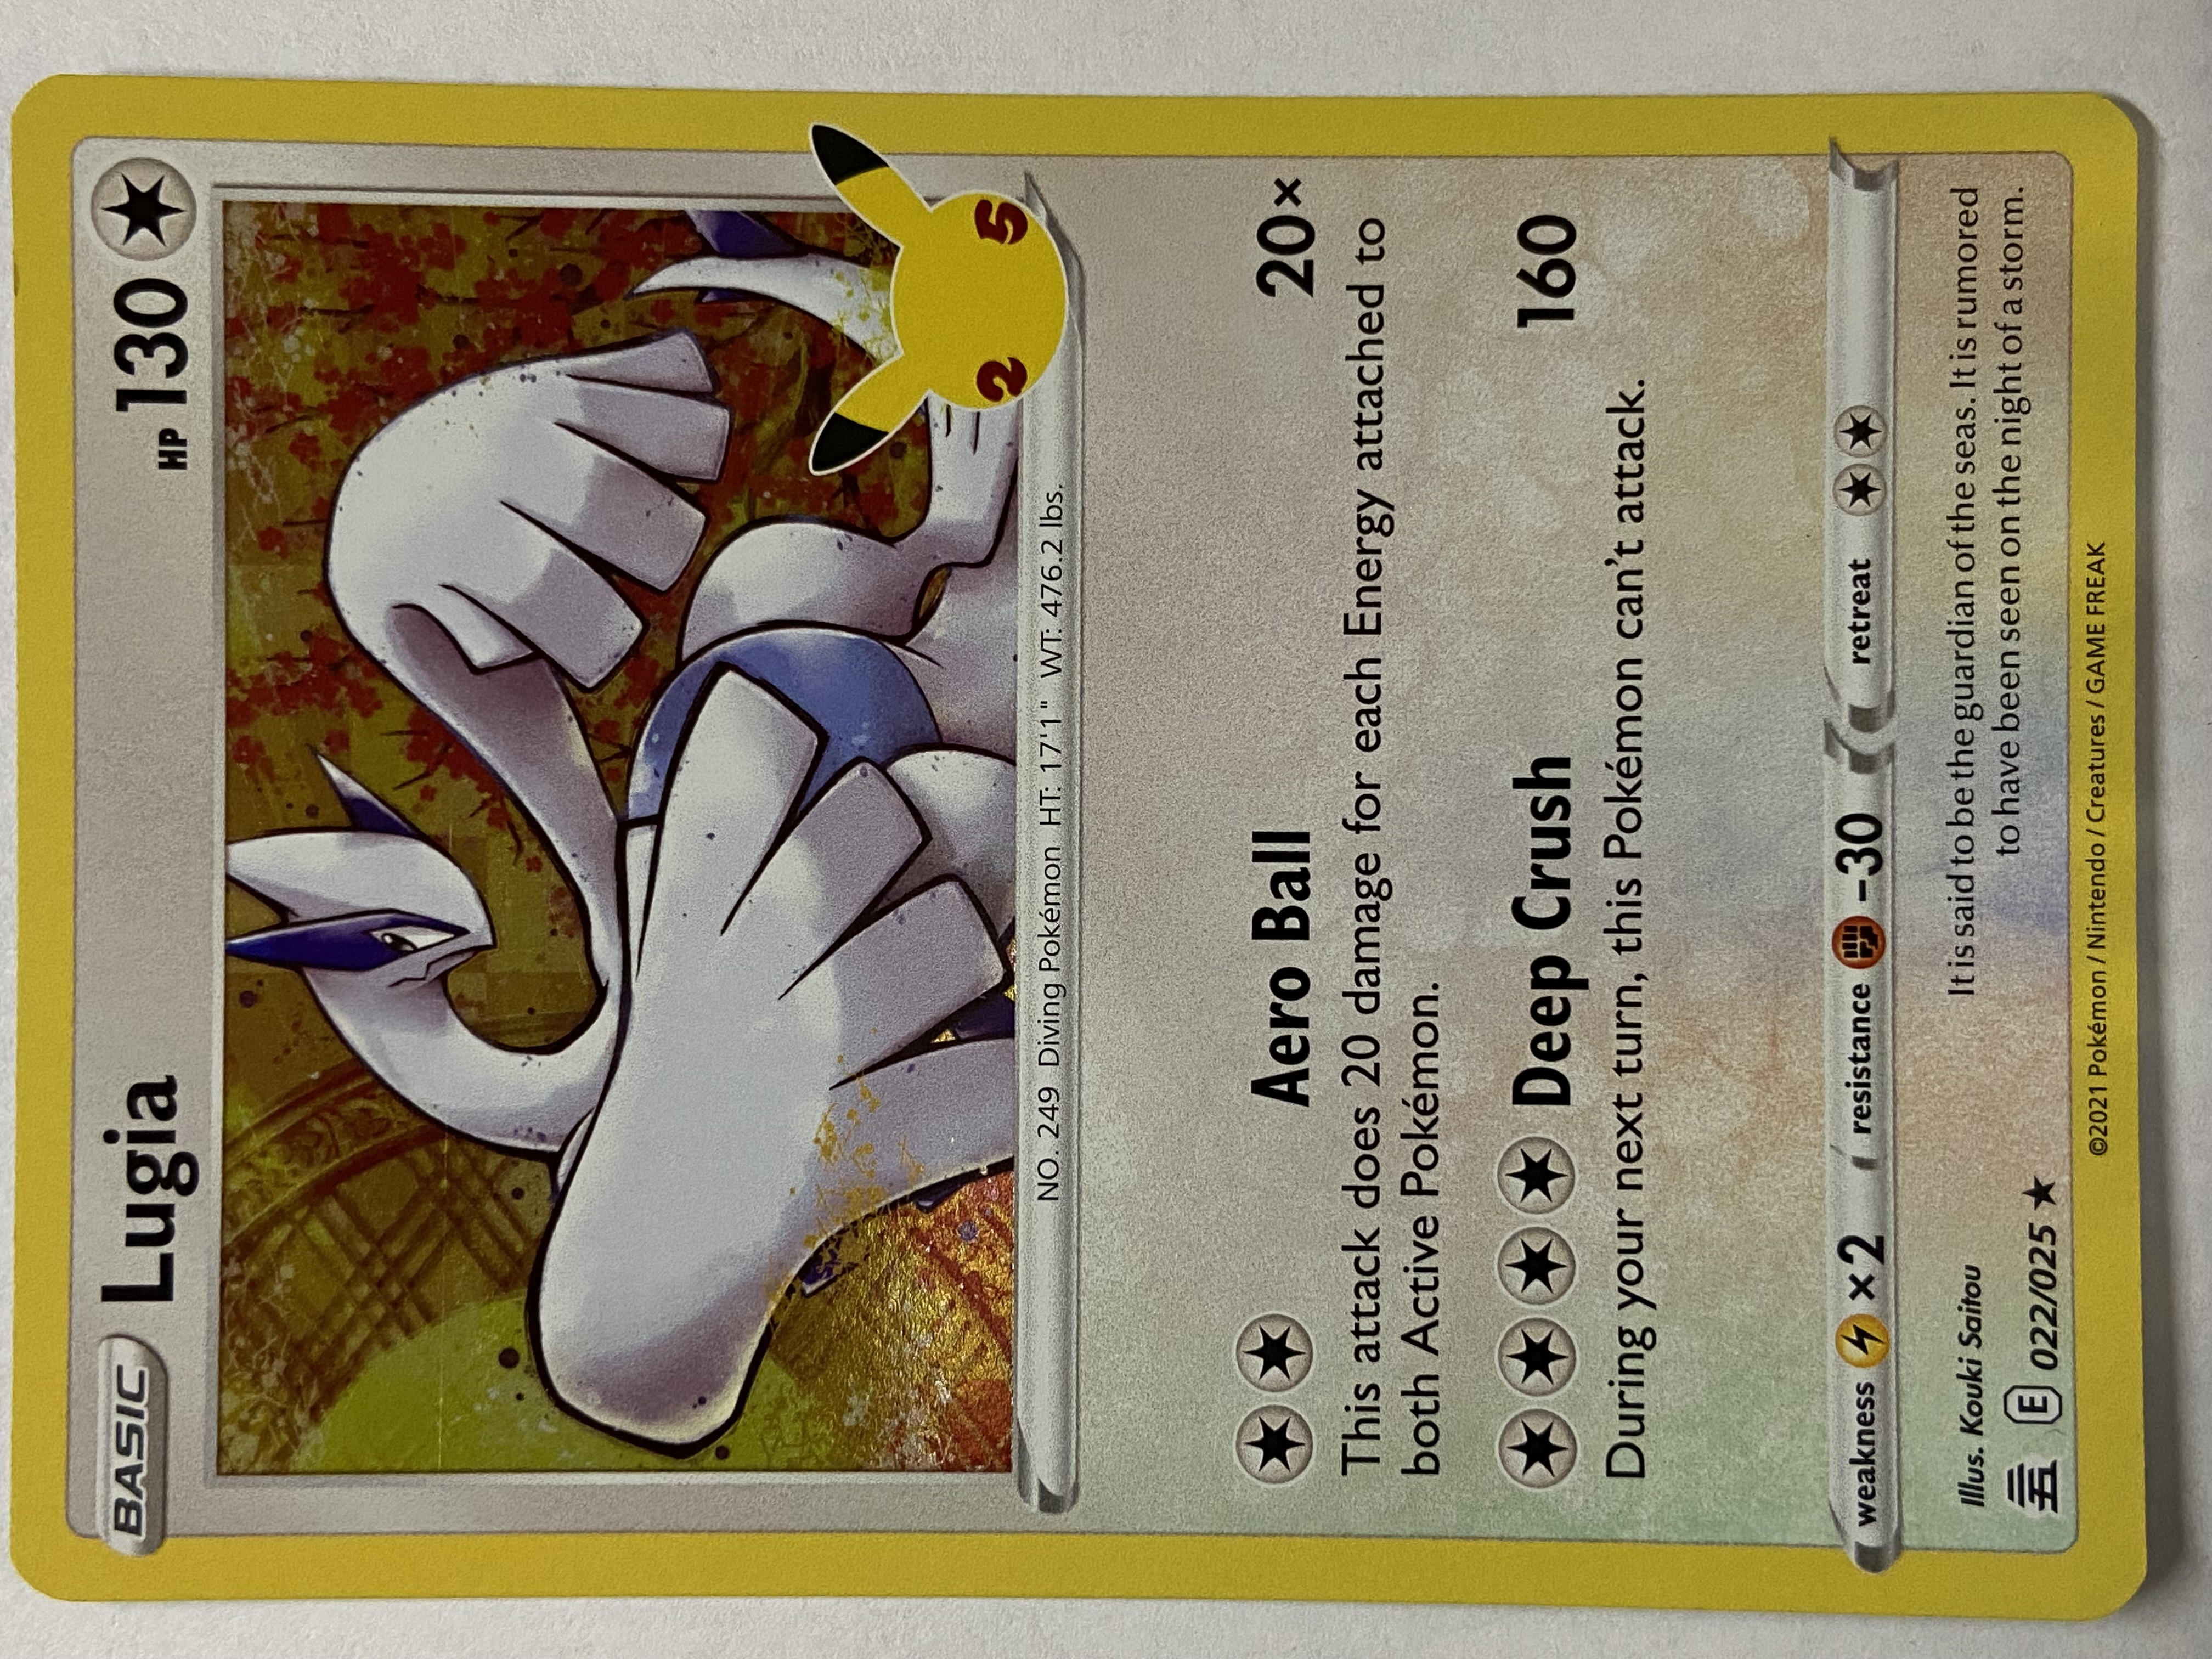 BASIC Lugia HP 130
NO. 249 Diving Pokémon HT: 17'1" WT: 476.2 lbs.
2 5
Aero Ball 20×
This attack does 20 damage for each Energy attached to
both Active Pokémon.
Deep Crush 160
During your next turn, this Pokémon can't attack.
weakness ×2 resistance -30 retreat
Illus. Kouki Saitou
It is said to be the guardian of the seas. It is rumored
to have been seen on the night of a storm.
E 022/025 ★
©2021 Pokémon / Nintendo / Creatures / GAME FREAK